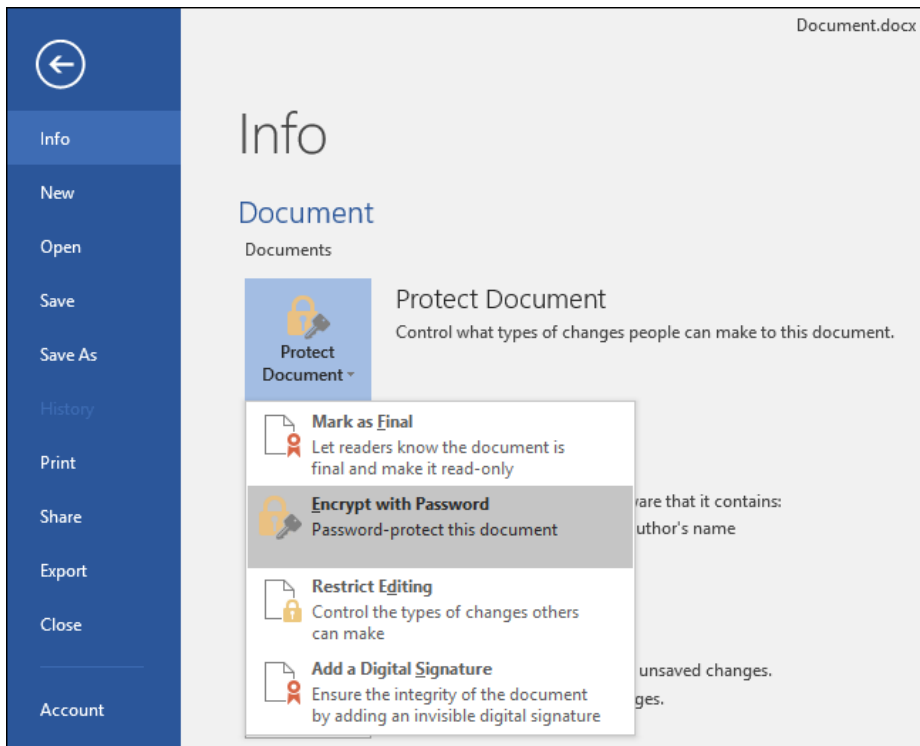 Document.docx
Info
New
Open
Save
Save As
History
Print
Share
Export
Close
Account
Info
Document
Documents
Protect
Document
Protect Document
Control what types of changes people can make to this document.
Mark as Final
Let readers know the document is
final and make it read-only
Encrypt with Password
Password-protect this document
Restrict Editing
Control the types of changes others
can make
Add a Digital Signature
Ensure the integrity of the document
by adding an invisible digital signature
that it contains:
name
unsaved changes.